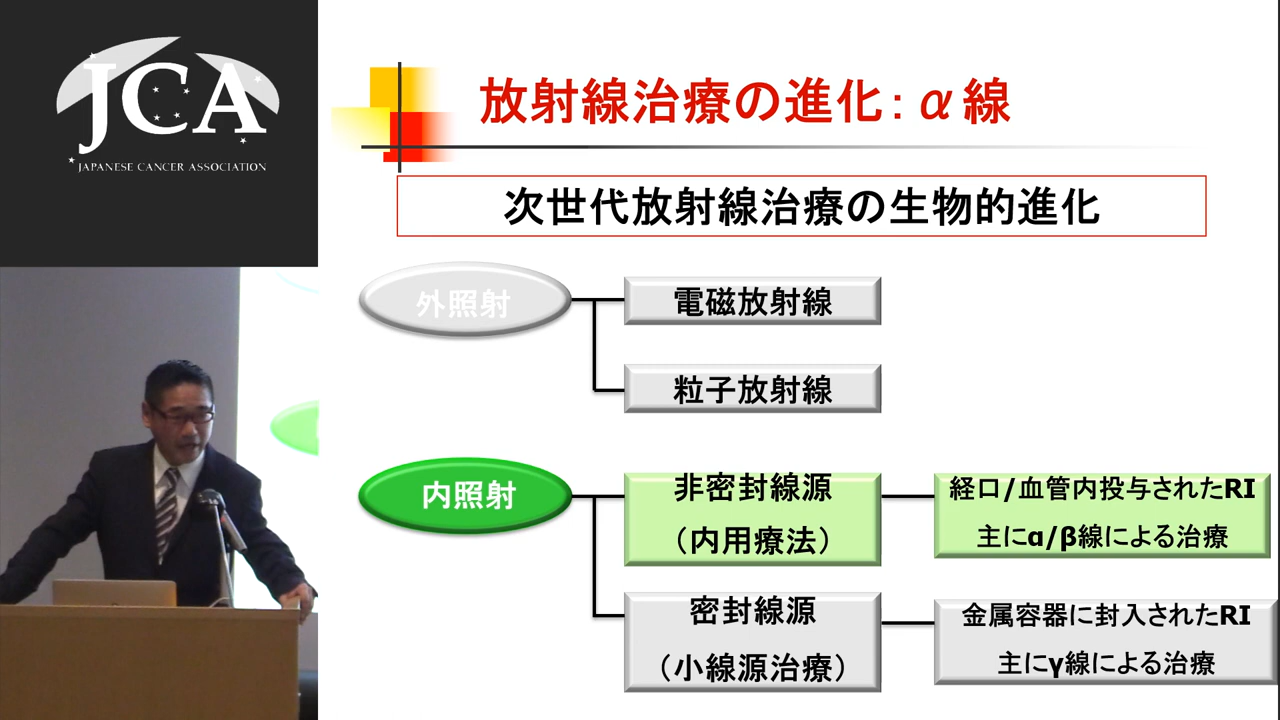 JCA
JAPANESE CANCER ASSOCIATION
放射線治療の進化：α線
次世代放射線治療の生物的進化
外照射
電磁放射線
粒子放射線
内照射
非密封線源
（内用療法）
経口/血管内投与されたRI
主にα/β線による治療
密封線源
（小線源治療）
金属容器に封入されたRI
主にγ線による治療